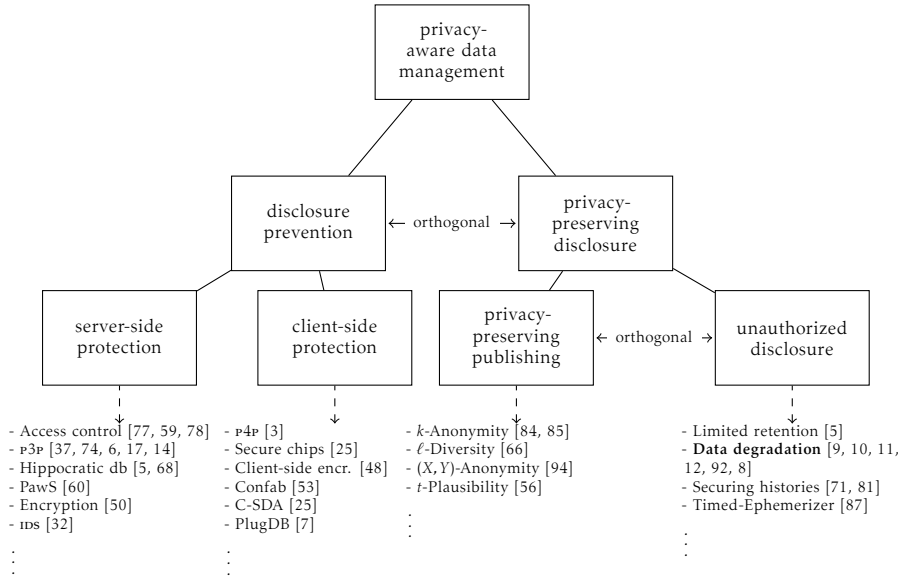 privacy-
aware data
management
disclosure
prevention
← orthogonal →
privacy-
preserving
disclosure
server-side
protection
client-side
protection
privacy-
preserving
publishing
← orthogonal →
unauthorized
disclosure
- Access control [77, 59, 78]
- P3P [37, 74, 6, 17, 14]
- Hippocratic db [5, 68]
- PawS [60]
- Encryption [50]
- IDS [32]
- P4P [3]
- Secure chips [25]
- Client-side encr. [48]
- Confab [53]
- C-SDA [25]
- PlugDB [7]
- k-Anonymity [84, 85]
- ℓ-Diversity [66]
- (X,Y)-Anonymity [94]
- t-Plausibility [56]
- Limited retention [5]
- Data degradation [9, 10, 11,
12, 92, 8]
- Securing histories [71, 81]
- Timed-Ephemerizer [87]